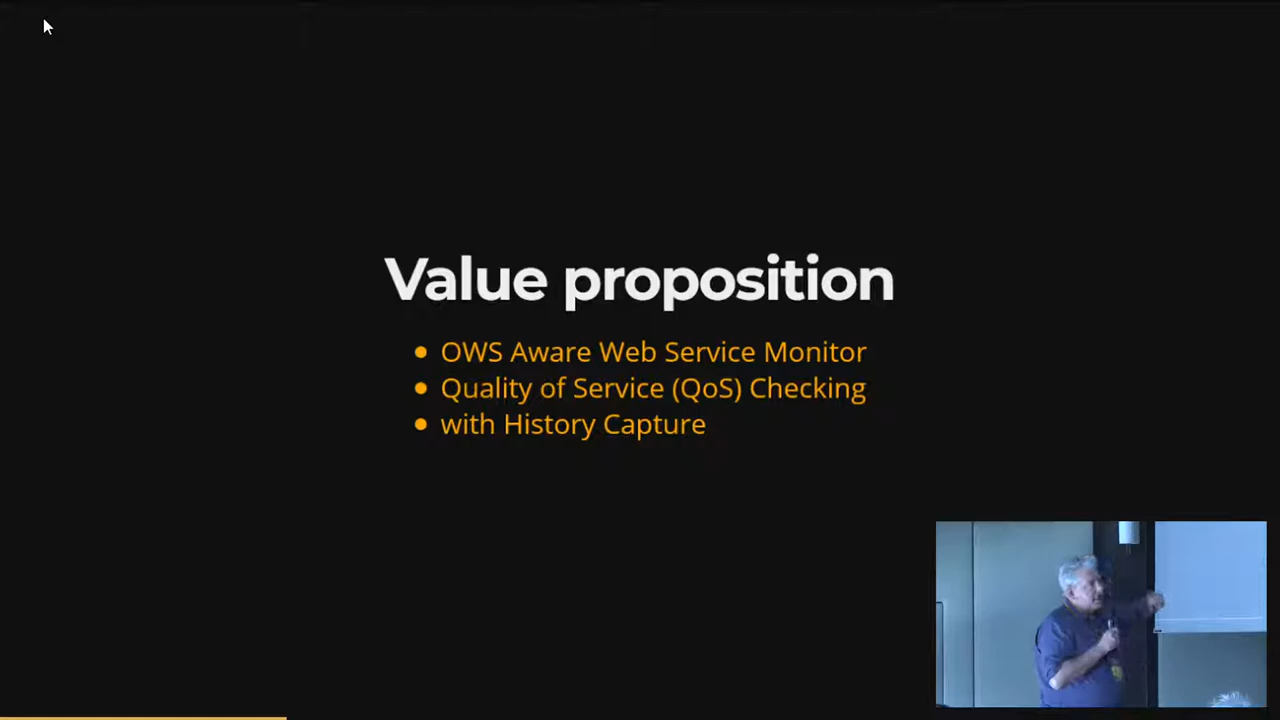 Value proposition
OWS Aware Web Service Monitor
Quality of Service (QoS) Checking
with History Capture